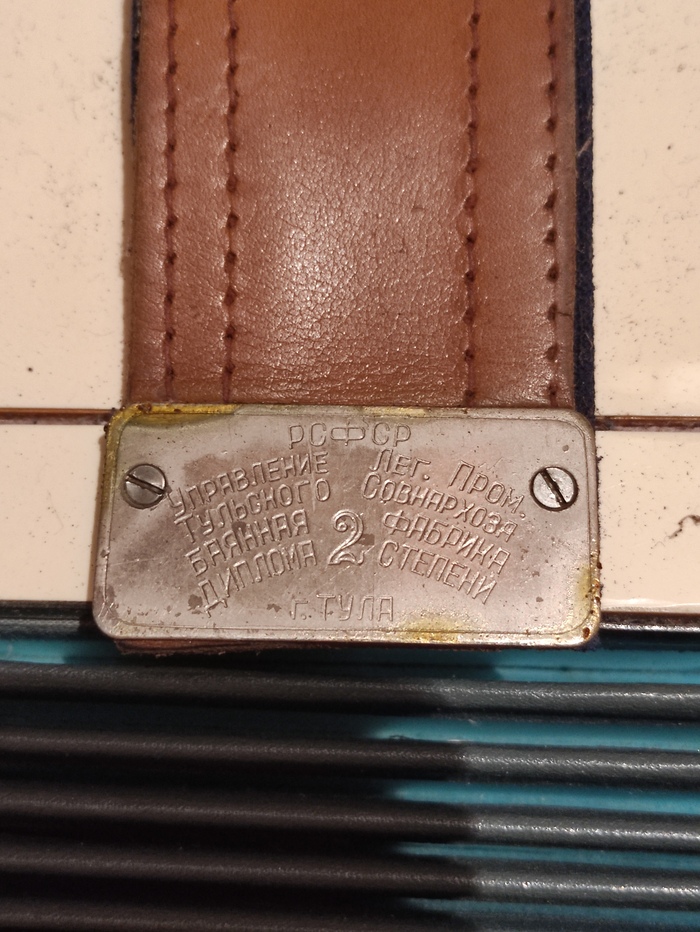 РСФСР
УПРАВЛЕНИЕ ЛЕГ. ПРОМ.
ТУЛЬСКОГО СОВНАРХОЗА
БАЯННАЯ ФАБРИКА
ДИПЛОМА 2 СТЕПЕНИ
Г. ТУЛА